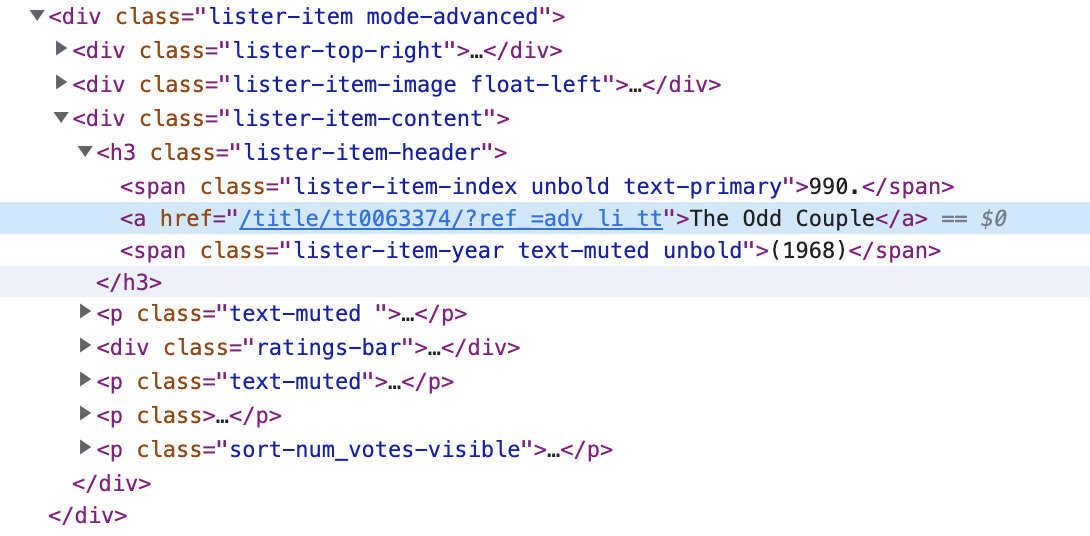 ▼<div class="lister-item mode-advanced">
▶<div class="lister-top-right">…</div>
▶<div class="lister-item-image float-left">…</div>
▼<div class="lister-item-content">
▼<h3 class="lister-item-header">
<span class="lister-item-index unbold text-primary">990.</span>
<a href="/title/tt0063374/?ref_=adv_li_tt">The Odd Couple</a> == $0
<span class="lister-item-year text-muted unbold">(1968)</span>
</h3>
▶<p class="text-muted ">…</p>
▶<div class="ratings-bar">…</div>
▶<p class="text-muted">…</p>
▶<p class>…</p>
▶<p class="sort-num_votes-visible">…</p>
</div>
</div>